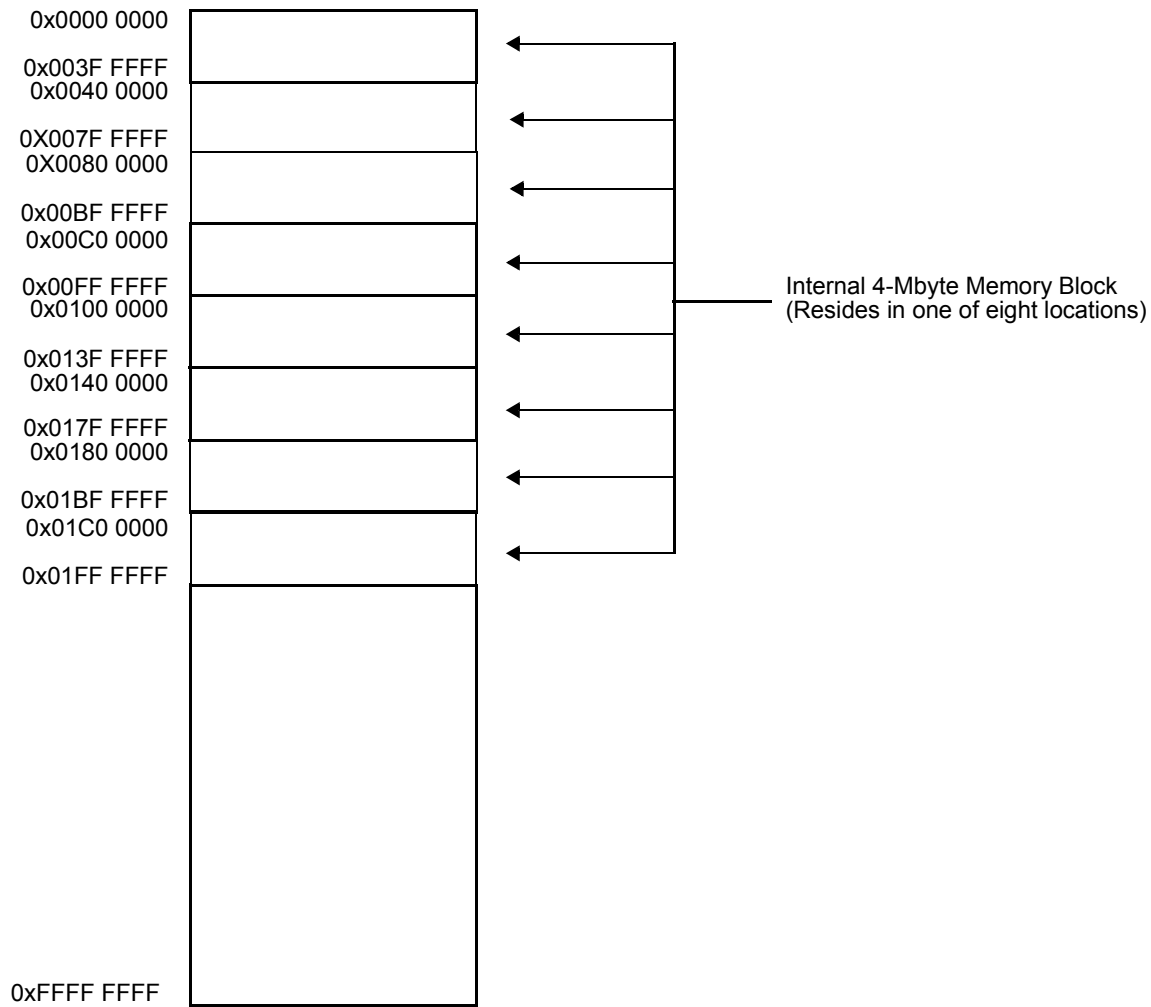 0x0000 0000
0x003F FFFF
0x0040 0000
0X007F FFFF
0X0080 0000
0x00BF FFFF
0x00C0 0000
0x00FF FFFF
0x0100 0000
0x013F FFFF
0x0140 0000
0x017F FFFF
0x0180 0000
0x01BF FFFF
0x01C0 0000
0x01FF FFFF
0xFFFF FFFF
Internal 4-Mbyte Memory Block
(Resides in one of eight locations)